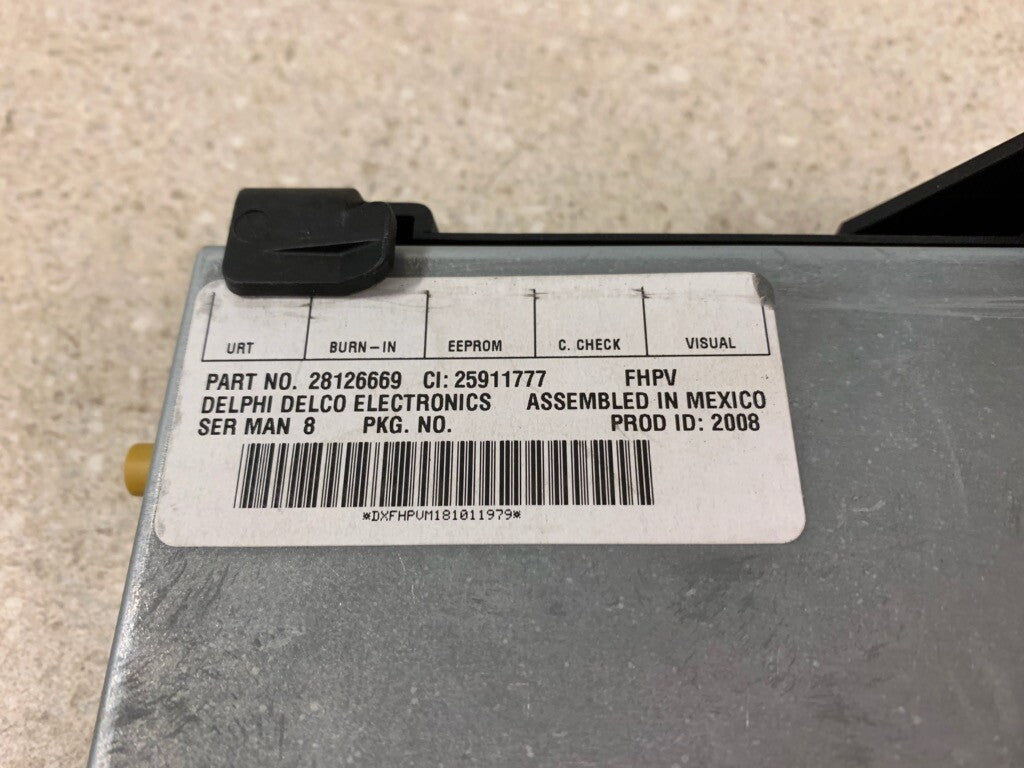 URT BURN-IN EEPROM C. CHECK VISUAL
PART NO. 28126669 CI: 25911777 FHPV
DELPHI DELCO ELECTRONICS ASSEMBLED IN MEXICO
SER MAN 8 PKG. NO. PROD ID: 2008
*DXFHPVM181011979*